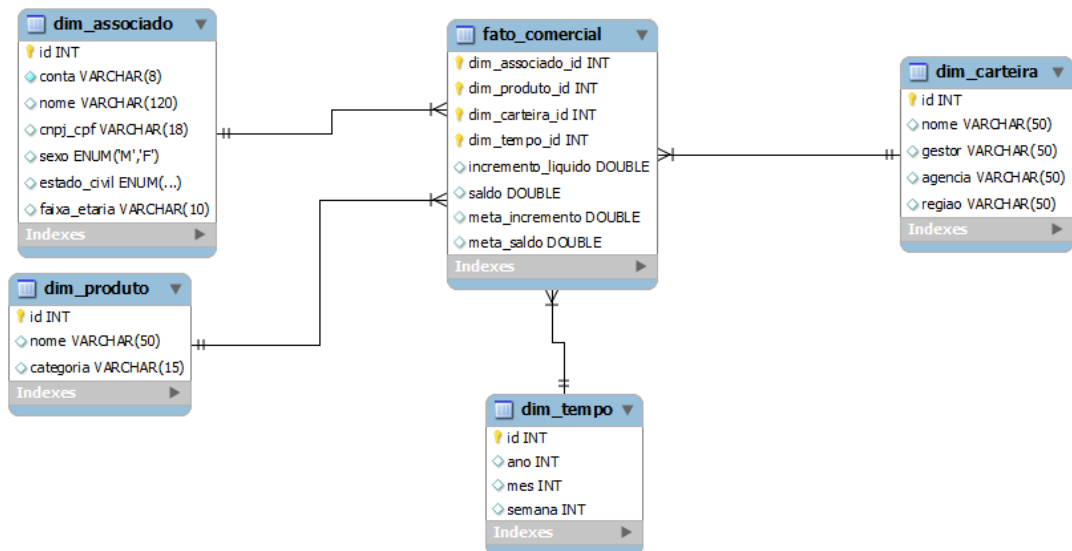 dim_associado
id INT
conta VARCHAR(8)
nome VARCHAR(120)
cnpj_cpf VARCHAR(18)
sexo ENUM('M','F')
estado_civil ENUM(...)
faixa_etaria VARCHAR(10)
Indexes
dim_produto
id INT
nome VARCHAR(50)
categoria VARCHAR(15)
Indexes
fato_comercial
dim_associado_id INT
dim_produto_id INT
dim_carteira_id INT
dim_tempo_id INT
incremento_liquido DOUBLE
saldo DOUBLE
meta_incremento DOUBLE
meta_saldo DOUBLE
Indexes
dim_tempo
id INT
ano INT
mes INT
semana INT
Indexes
dim_carteira
id INT
nome VARCHAR(50)
gestor VARCHAR(50)
agencia VARCHAR(50)
regiao VARCHAR(50)
Indexes